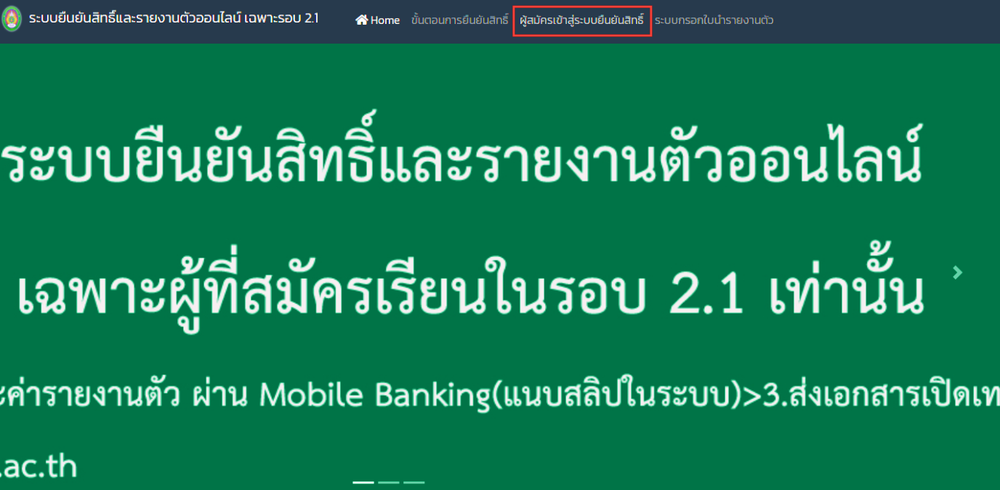 ระบบยืนยันสิทธิ์และรายงานตัวออนไลน์ เฉพาะรอบ 2.1 Home ขั้นตอนการยืนยันสิทธิ์ ผู้สมัครเข้าสู่ระบบยืนยันสิทธิ์ ระบบกรอกใบนำรายงานตัว
ระบบยืนยันสิทธิ์และรายงานตัวออนไลน์
เฉพาะผู้ที่สมัครเรียนในรอบ 2.1 เท่านั้น
ค่ารายงานตัว ผ่าน Mobile Banking(แนบสลิปในระบบ)>3.ส่งเอกสารเปิดเท
.ac.th